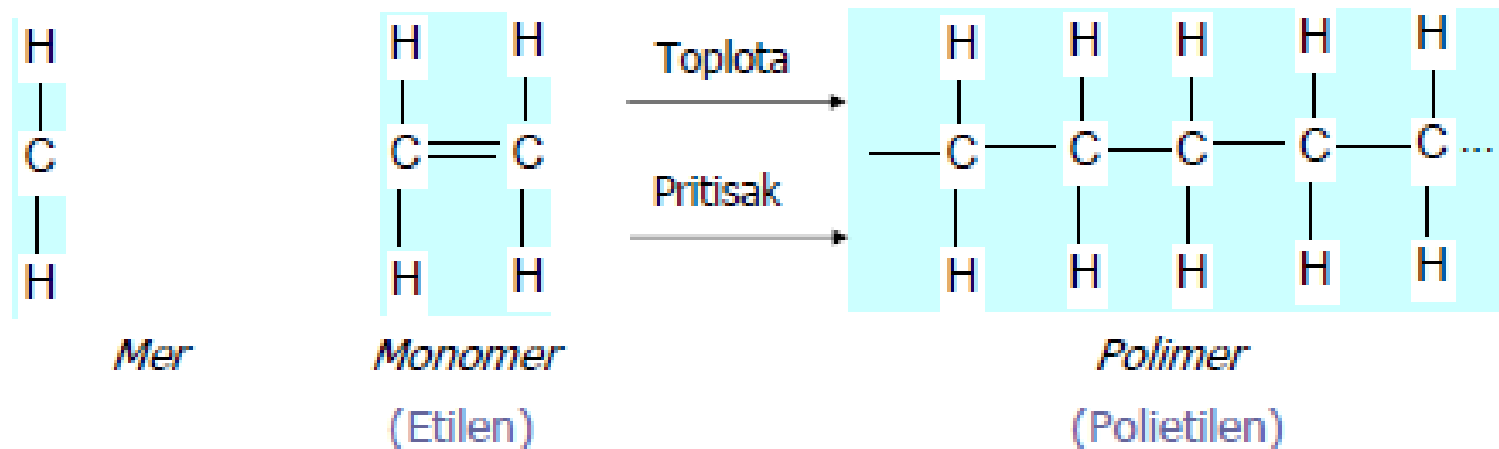 H H H Toplota H H H H H
C C C C C C C C ...
Pritisak
H H H H H H H H
Mer Monomer Polimer
(Etilen) (Polietilen)